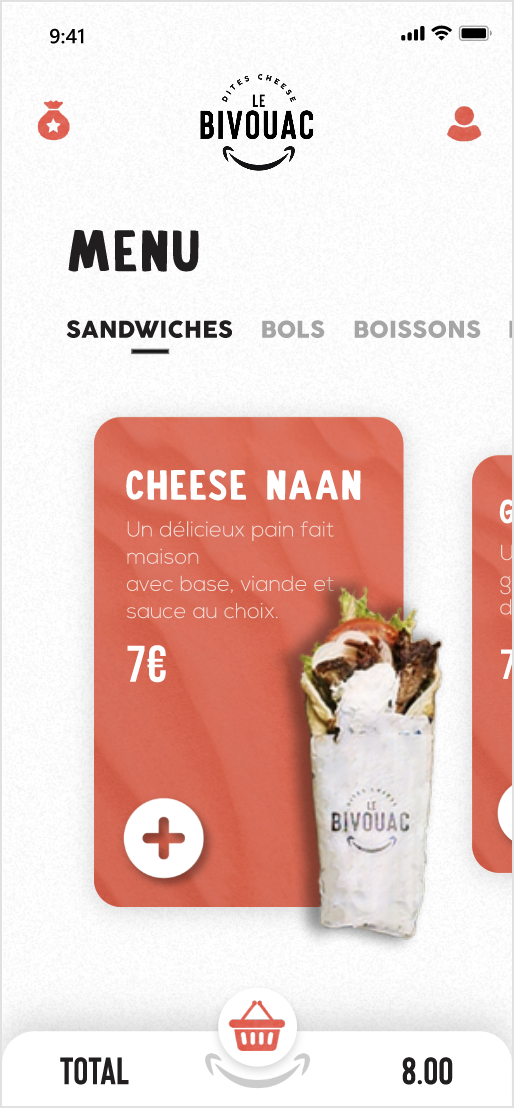 9:41
DITES CHEESE
LE
BIVOUAC
MENU
SANDWICHES BOLS BOISSONS
CHEESE NAAN
Un délicieux pain fait
maison
avec base, viande et
sauce au choix.
7€
DITES CHEESE
LE
BIVOUAC
TOTAL 8.00